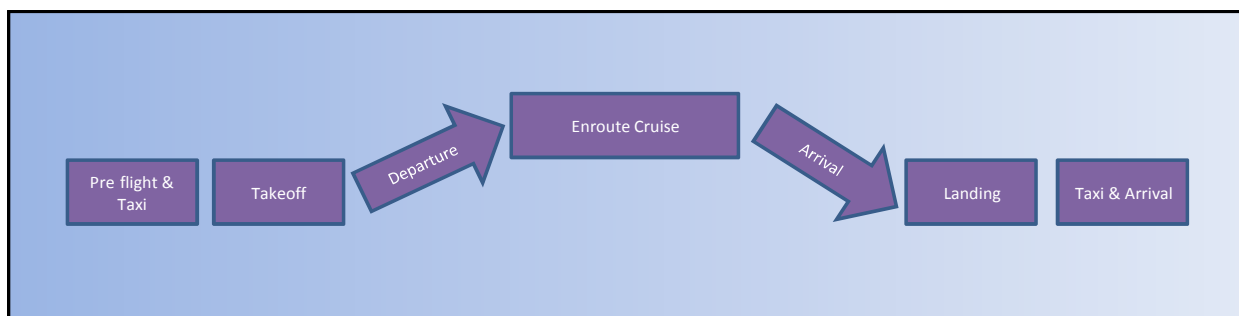 Pre flight &
Taxi
Takeoff
Departure
Enroute Cruise
Arrival
Landing
Taxi & Arrival